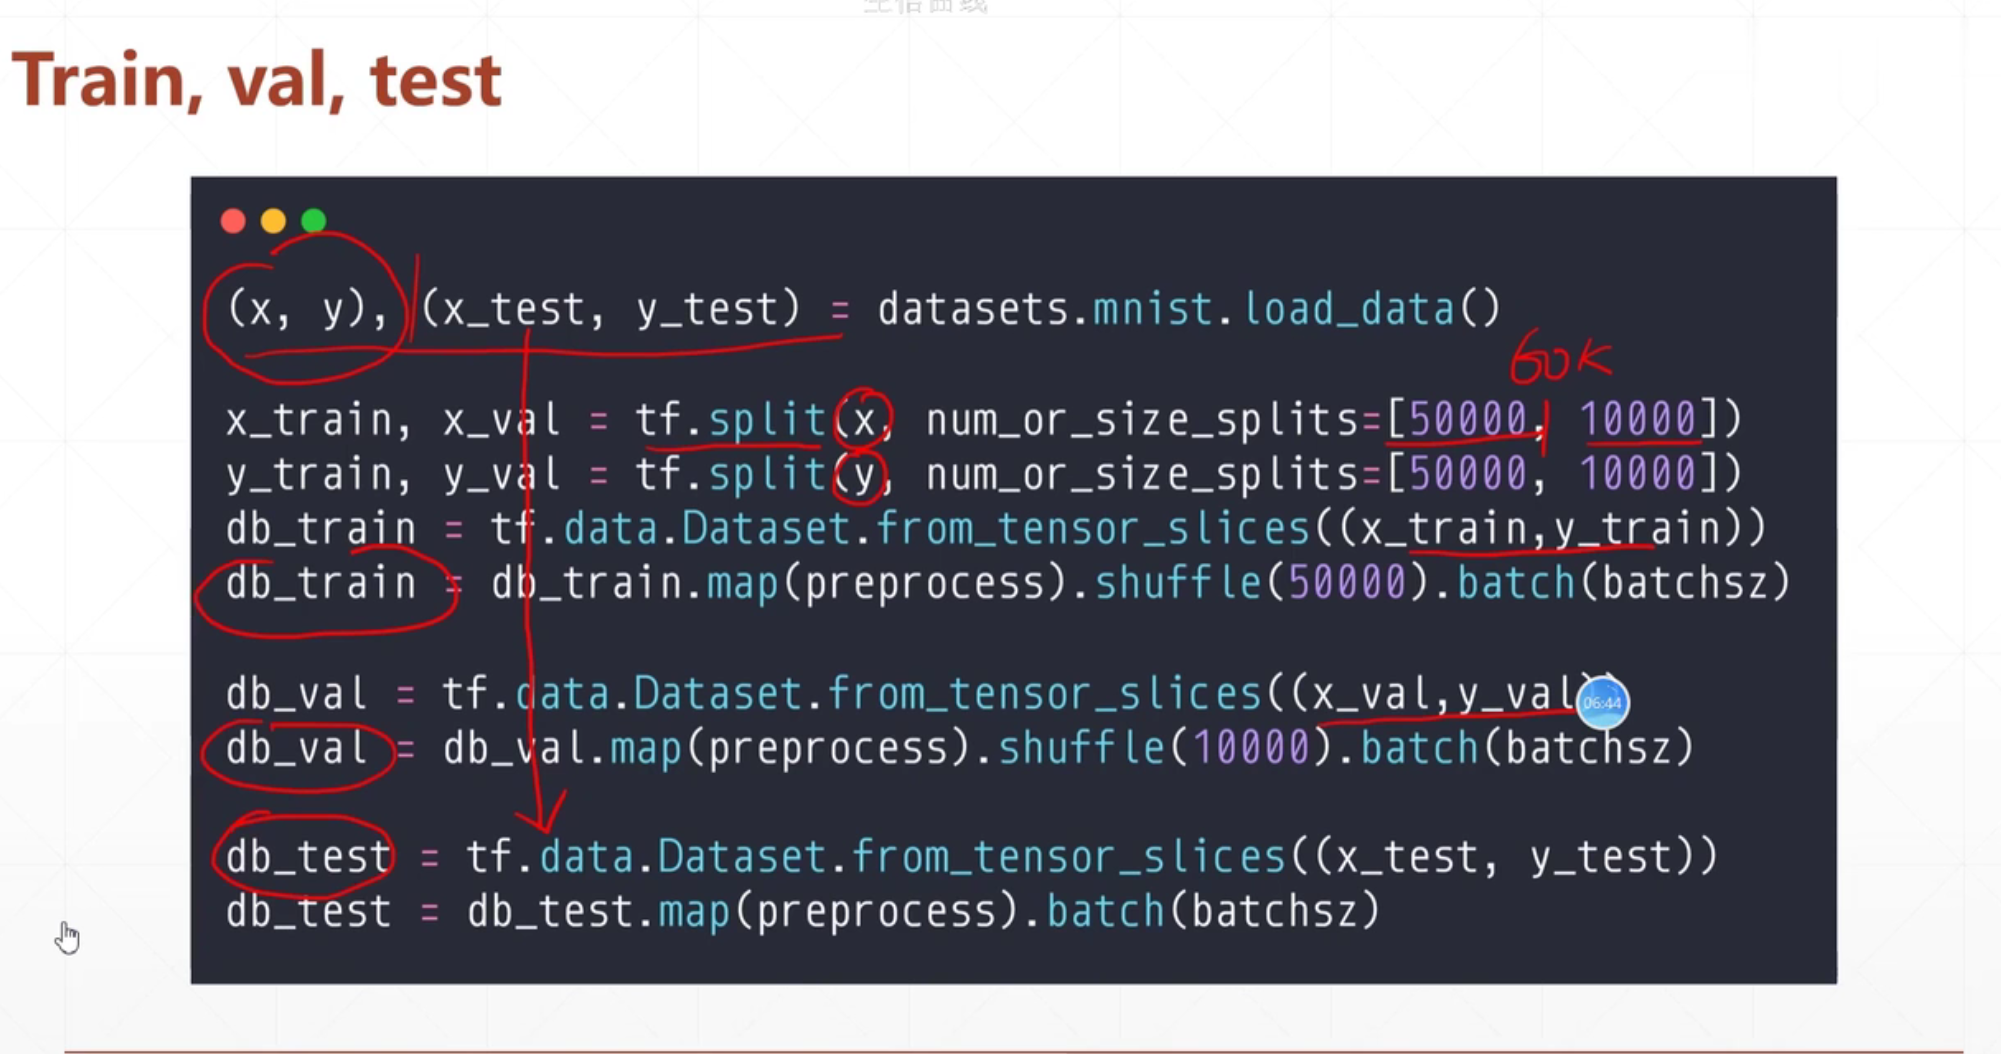 Train, val, test
(x, y), (x_test, y_test) = datasets.mnist.load_data()
60K
x_train, x_val = tf.split(x, num_or_size_splits=[50000, 10000])
y_train, y_val = tf.split(y, num_or_size_splits=[50000, 10000])
db_train = tf.data.Dataset.from_tensor_slices((x_train,y_train))
db_train = db_train.map(preprocess).shuffle(50000).batch(batchsz)
db_val = tf.data.Dataset.from_tensor_slices((x_val,y_val))
06:44
db_val = db_val.map(preprocess).shuffle(10000).batch(batchsz)
db_test = tf.data.Dataset.from_tensor_slices((x_test, y_test))
db_test = db_test.map(preprocess).batch(batchsz)